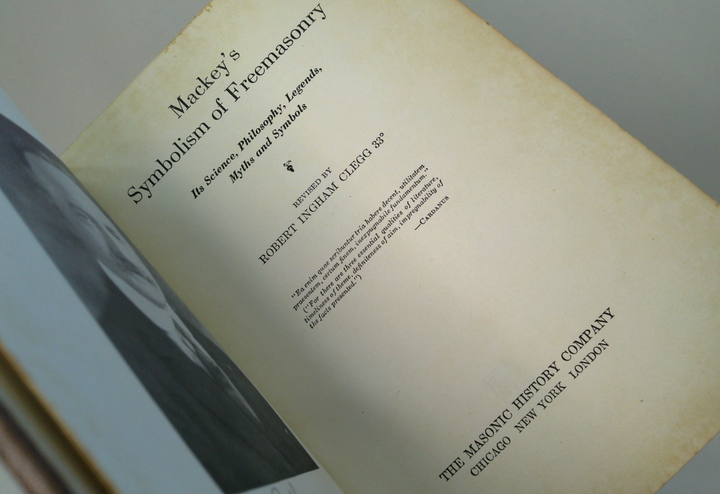 Mackey's
Symbolism of Freemasonry
Its Science, Philosophy, Legends,
Myths and Symbols
REVISED BY
ROBERT INGHAM CLEGG 33°
"Ea enim quae scribuntur tria habere decent, utilitatem
praesentem, certum finem, inexpugnabile fundamentum."
("For there are three essential qualities of literature,
timeliness of theme, definiteness of aim, impregnability of
the facts presented.")
—CARDANUS
THE MASONIC HISTORY COMPANY
CHICAGO NEW YORK LONDON